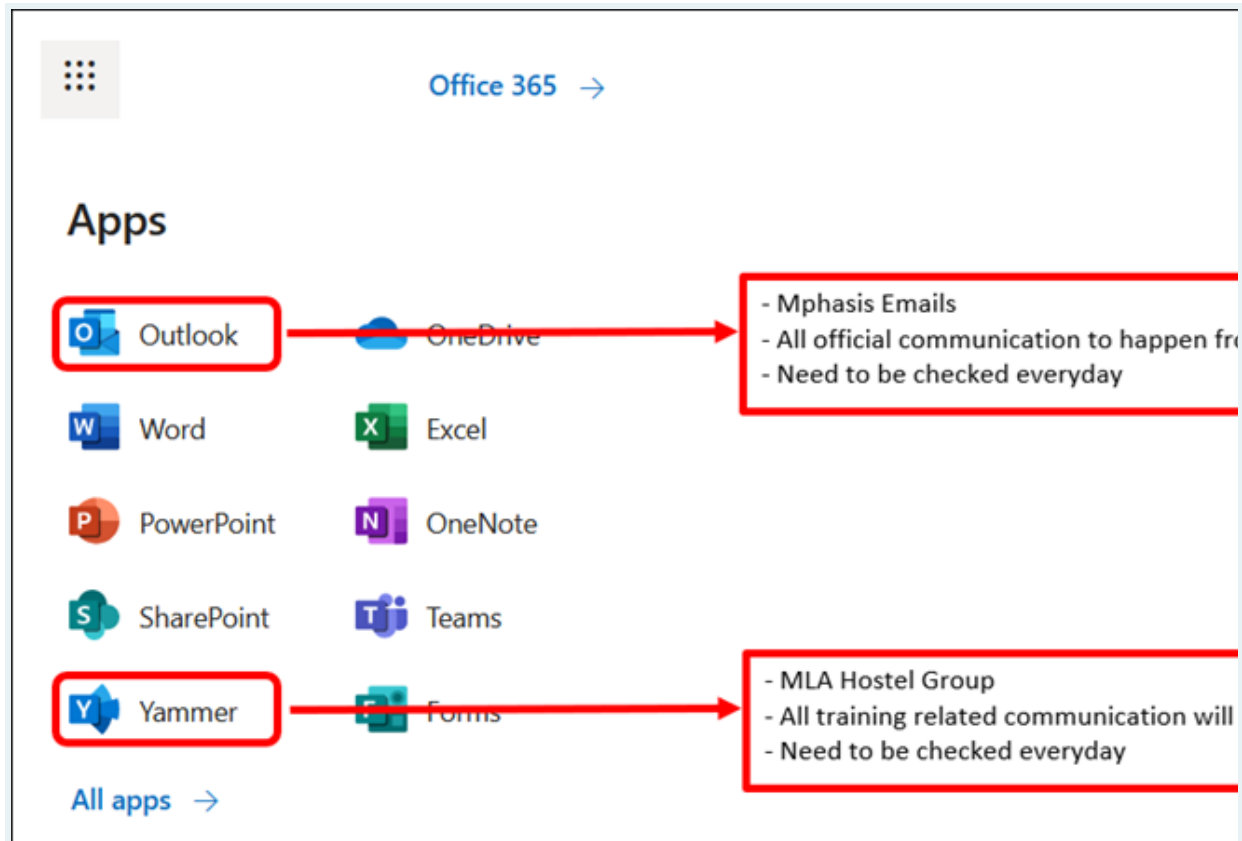 Office 365 →
Apps
Outlook
OneDrive
- Mphasis Emails
- All official communication to happen
- Need to be checked everyday
Word
Excel
PowerPoint
OneNote
SharePoint
Teams
Yammer
Forms
- MLA Hostel Group
- All training related communication will
- Need to be checked everyday
All apps →